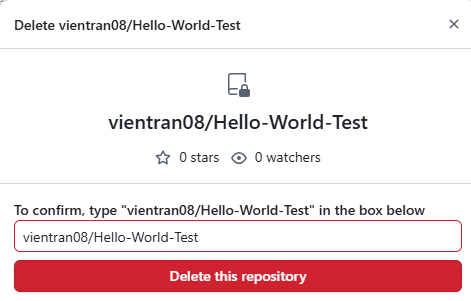 Delete vientran08/Hello-World-Test
vientran08/Hello-World-Test
0 stars 0 watchers
To confirm, type "vientran08/Hello-World-Test" in the box below
vientran08/Hello-World-Test
Delete this repository